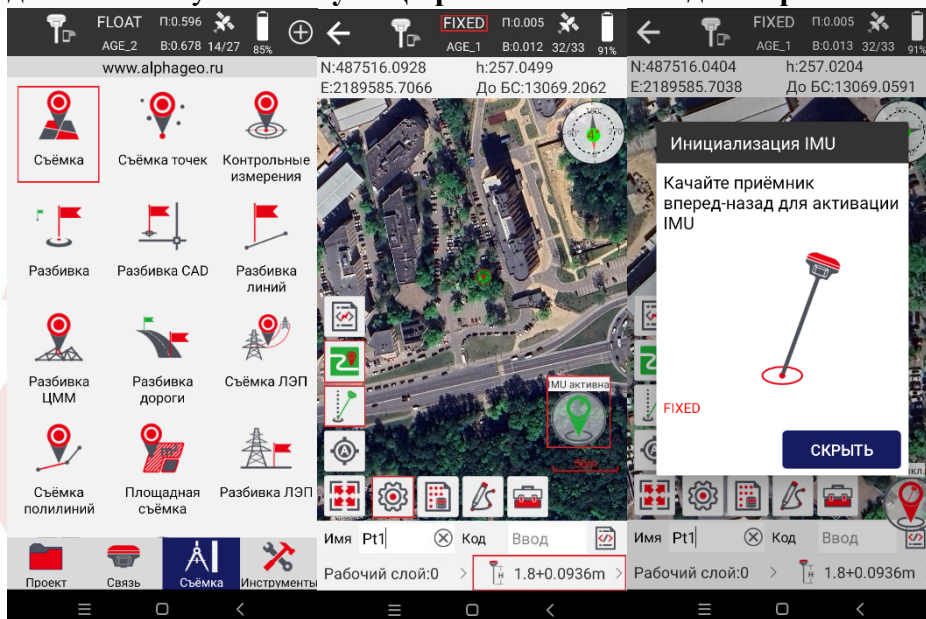 FLOAT П:0.596
AGE_2 В:0.678 14/27 85%
www.alphageo.ru
Съёмка
Съёмка точек
Контрольные
измерения
Разбивка
Разбивка CAD
Разбивка
линий
Разбивка
ЦММ
Разбивка
дороги
Съёмка ЛЭП
Съёмка
полилиний
Площадная
съёмка
Разбивка ЛЭП
Проект
Связь
Съёмка
Инструменты
FIXED П:0.005
AGE_1 В:0.012 32/33 91%
N:487516.0928 h:257.0499
E:2189585.7066 До БС:13069.2062
IMU активна
50m
Имя Pt1 Код Ввод
Рабочий слой:0 > 1.8+0.0936m >
FIXED П:0.005
AGE_1 В:0.013 32/33 91%
N:487516.0404 h:257.0204
E:2189585.7038 До БС:13069.0591
Инициализация IMU
Качайте приёмник
вперед-назад для активации
IMU
FIXED
СКРЫТЬ
Имя Pt1 Код Ввод
Рабочий слой:0 > 1.8+0.0936m